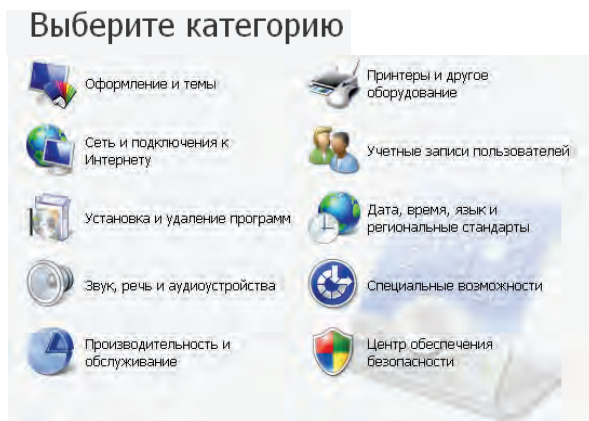 Выберите категорию
Оформление и темы
Сеть и подключения к
Интернету
Установка и удаление программ
Звук, речь и аудиоустройства
Производительность и
обслуживание
Принтеры и другое
оборудование
Учетные записи пользователей
Дата, время, язык и
региональные стандарты
Специальные возможности
Центр обеспечения
безопасности